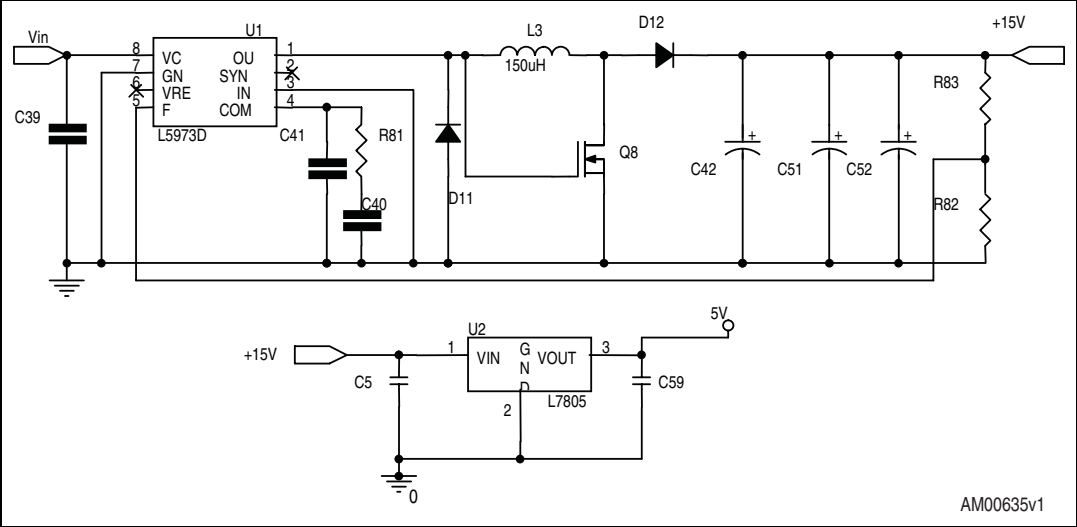 U1
D12
+15V
Vin
L3
8
VC
OU
1
150uH
7
GN
SYN
2
R83
6
VRE
IN
3
5
F
COM
4
C39
L5973D
C41
R81
Q8
C42
C51
C52
D11
C40
R82
5V
U2
+15V
1
VIN
GND
VOUT
3
C5
C59
L7805
2
0
AM00635v1